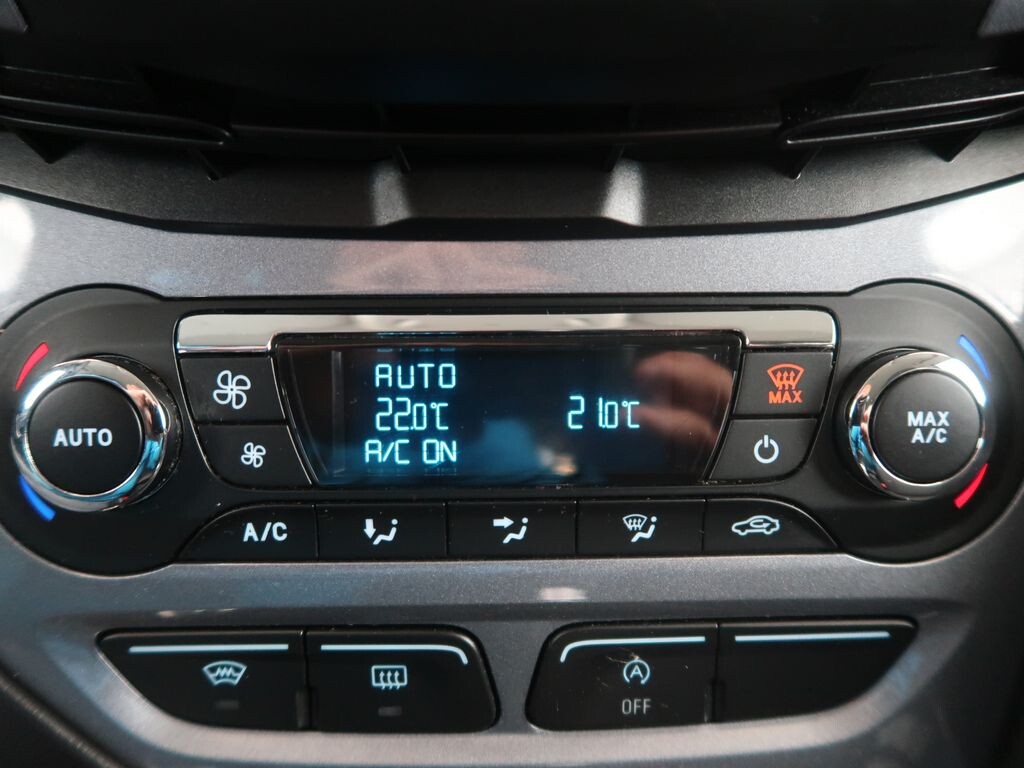 AUTO
22.0°C
21.0°C
A/C ON
MAX
AUTO
MAX
A/C
A/C
A
OFF